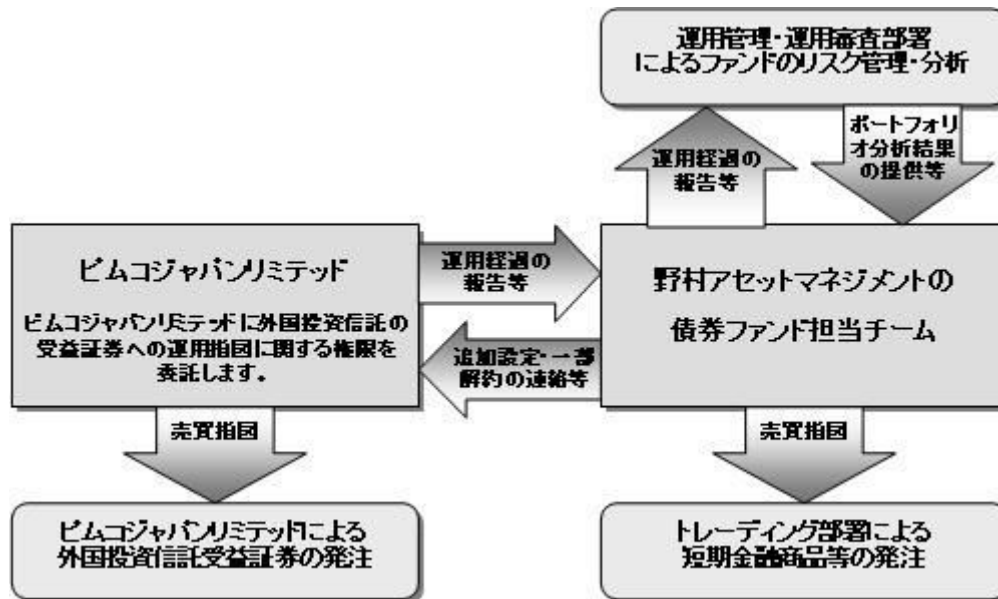 運用管理・運用審査部署
によるファンドのリスク管理・分析
運用経過の
報告等
ポートフォリ
オ分析結果
の提供等
ピムコジャパンリミテッド
ピムコジャパンリミテッドに外国投資信託の
受益証券への運用指図に関する権限を
委託します。
運用経過の
報告等
追加設定・一部
解約の連絡等
野村アセットマネジメントの
債券ファンド担当チーム
売買指図
売買指図
ピムコジャパンリミテッドによる
外国投資信託受益証券の発注
トレーディング部署による
短期金融商品等の発注